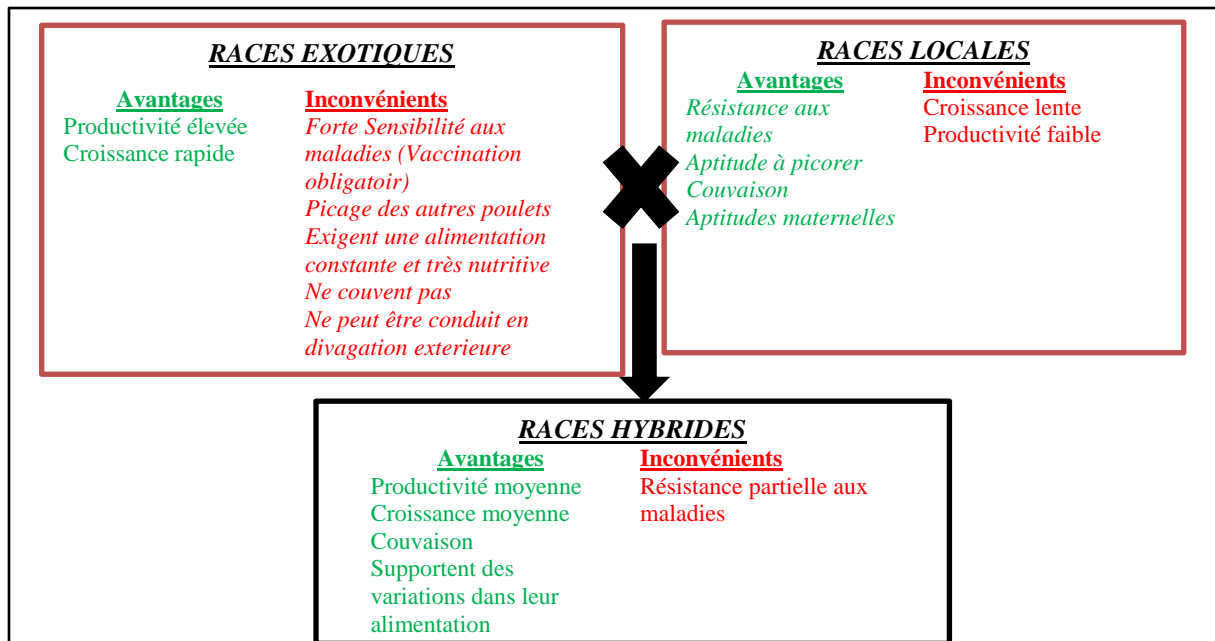 RACES EXOTIQUES
Avantages
Productivité élevée
Croissance rapide
Inconvénients
Forte Sensibilité aux
maladies (Vaccination
obligatoir)
Picage des autres poulets
Exigent une alimentation
constante et très nutritive
Ne couvent pas
Ne peut être conduit en
divagation exterieure
RACES LOCALES
Avantages
Résistance aux
maladies
Aptitude à picorer
Couvaison
Aptitudes maternelles
Inconvénients
Croissance lente
Productivité faible
RACES HYBRIDES
Avantages
Productivité moyenne
Croissance moyenne
Couvaison
Supportent des
variations dans leur
alimentation
Inconvénients
Résistance partielle aux
maladies